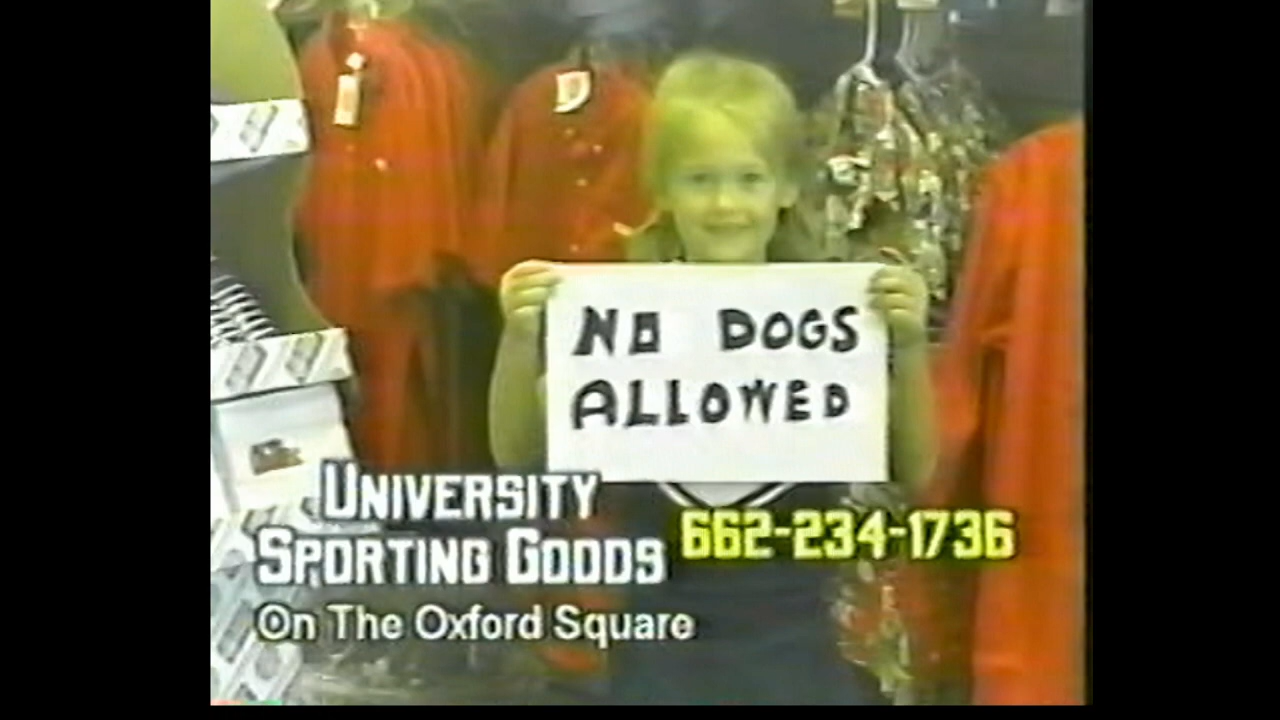 NO DOGS
ALLOWED
UNIVERSITY
SPORTING GOODS
662-234-1736
On The Oxford Square